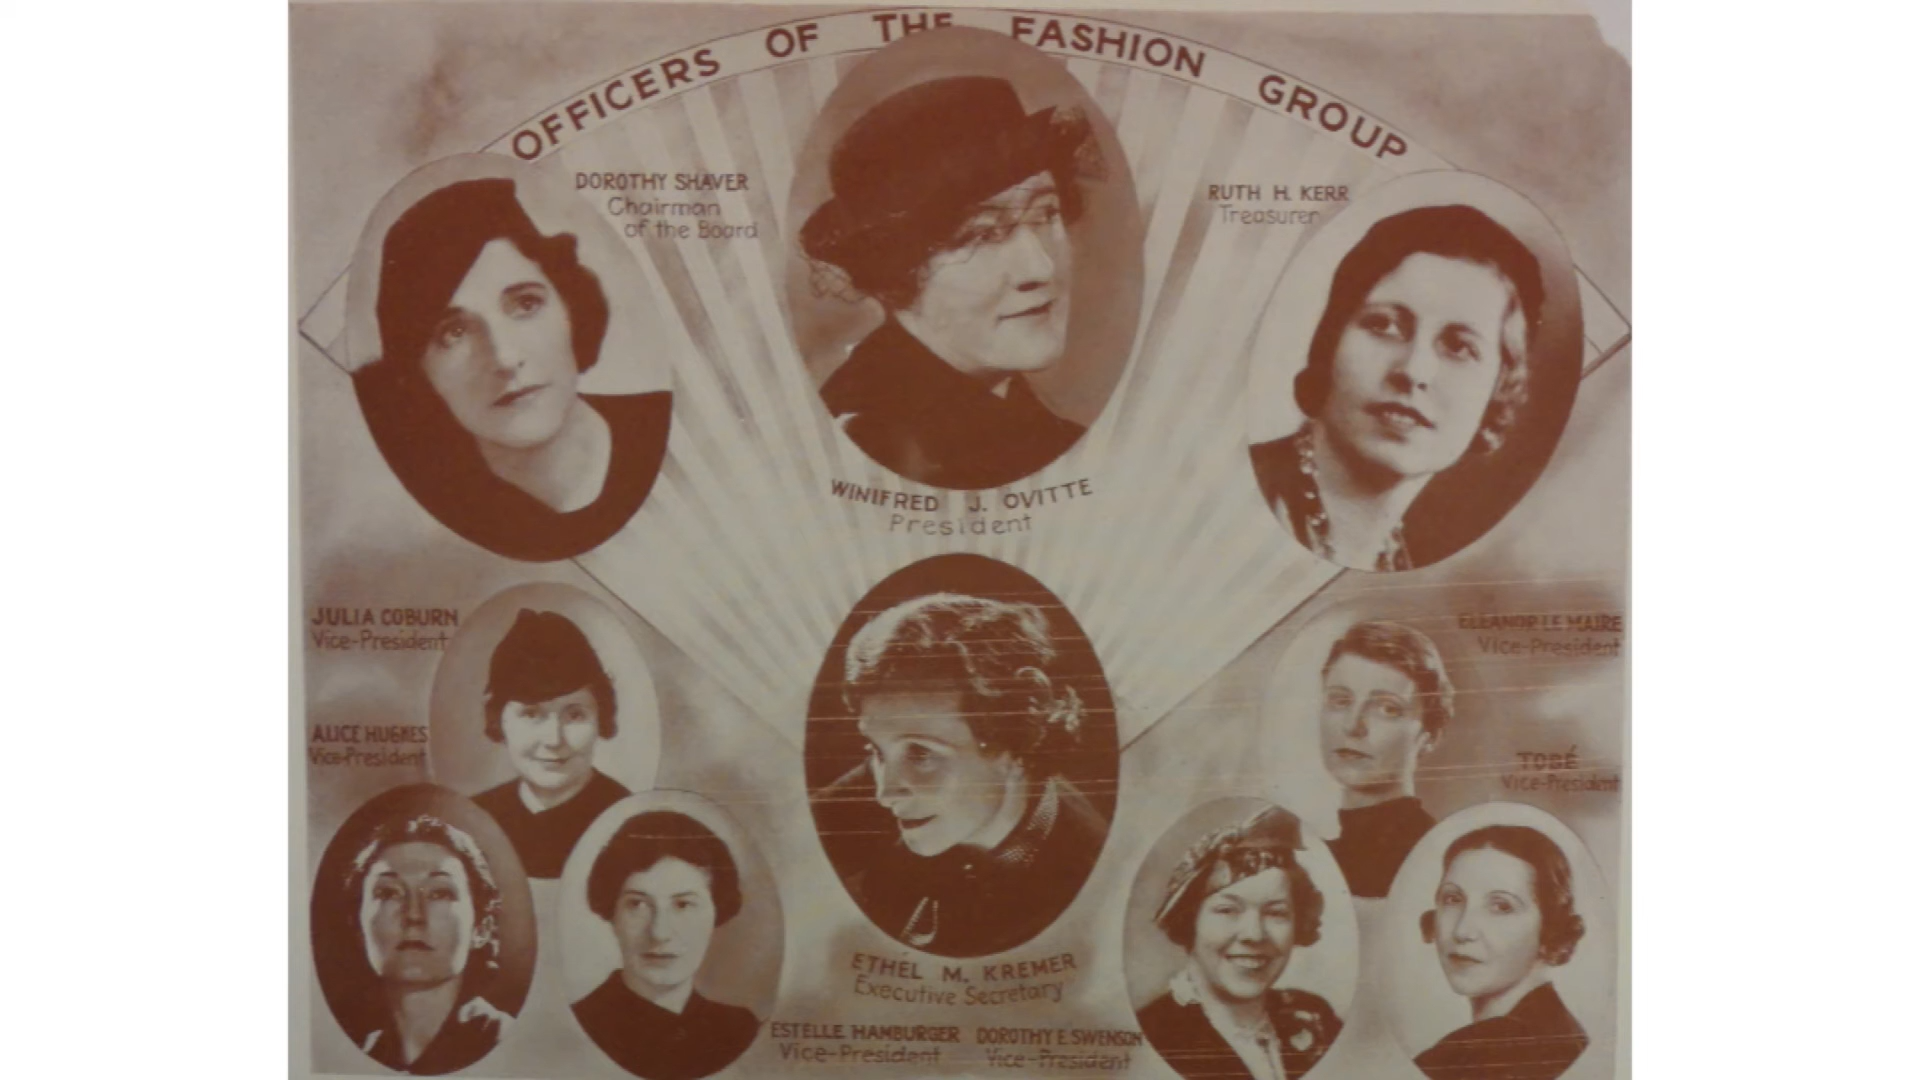 OFFICERS OF THE FASHION GROUP
DOROTHY SHAVER
Chairman
of the Board
RUTH H. KERR
Treasurer
WINIFRED J. OVITTE
President
JULIA COBURN
Vice-President
ELEANOR LE MAIRE
Vice-President
ALICE HUGHES
Vice-President
TOBÉ
Vice-President
ETHEL M. KREMER
Executive Secretary
ESTELLE HAMBURGER
Vice-President
DOROTHY E. SWENSON
Vice-President